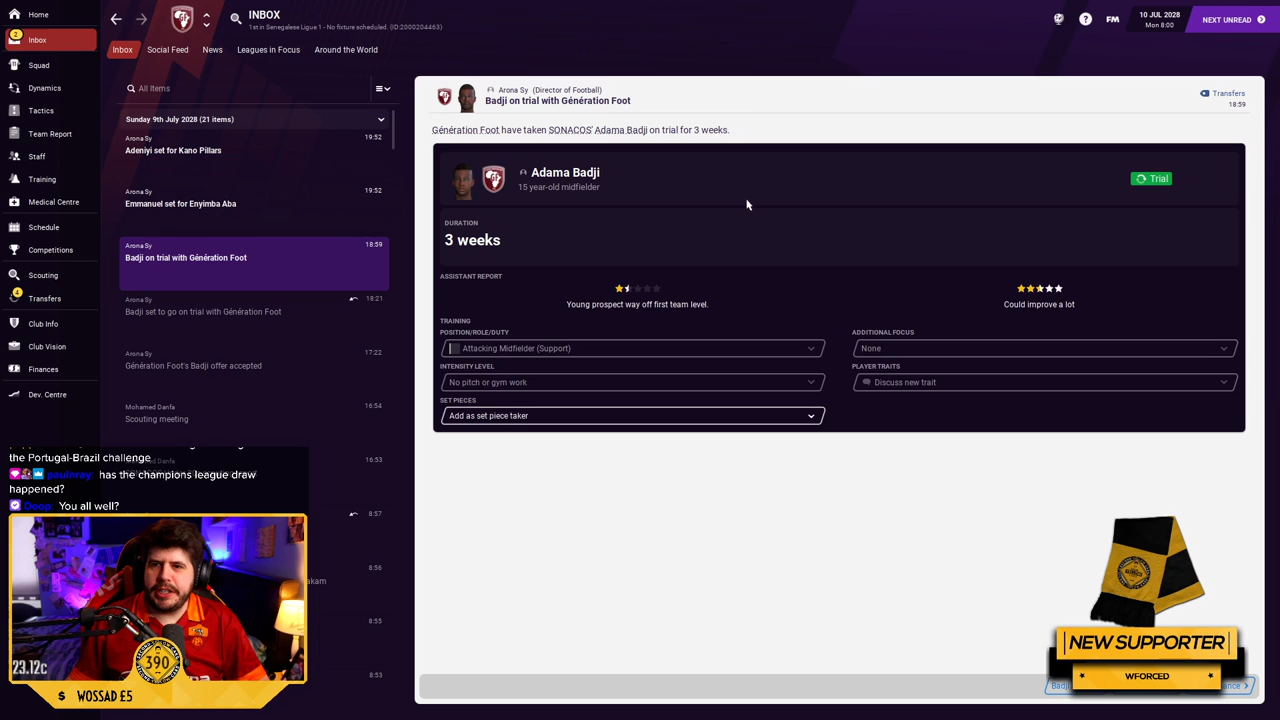 Home
INBOX
1st in Senegalese Ligue 1 - No fixture scheduled. (ID:2000204463)
FM
10 JUL 2028
Mon 8:00
NEXT UNREAD
2
Inbox
Squad
Dynamics
Tactics
Team Report
Staff
Training
Medical Centre
Schedule
Competitions
Scouting
4
Transfers
Club Info
Club Vision
Finances
Dev. Centre
Inbox
Social Feed
News
Leagues in Focus
Around the World
All Items
Sunday 9th July 2028 (21 items)
Arona Sy
19:52
Adeniyi set for Kano Pillars
Arona Sy
19:52
Emmanuel set for Enyimba Aba
Arona Sy
18:59
Badji on trial with Génération Foot
Arona Sy
18:21
Badji set to go on trial with Génération Foot
Arona Sy
17:22
Génération Foot's Badji offer accepted
Mohamed Danfa
16:54
Scouting meeting
16:53
8:57
8:56
8:55
8:53
Arona Sy (Director of Football)
Badji on trial with Génération Foot
Transfers
18:59
Génération Foot have taken SONACOS' Adama Badji on trial for 3 weeks.
Adama Badji
15 year-old midfielder
Trial
DURATION
3 weeks
ASSISTANT REPORT
Young prospect way off first team level.
Could improve a lot
TRAINING
POSITION/ROLE/DUTY
Attacking Midfielder (Support)
ADDITIONAL FOCUS
None
INTENSITY LEVEL
No pitch or gym work
PLAYER TRAITS
Discuss new trait
SET PIECES
Add as set piece taker
the Portugal-Brazil challenge
paulnray: has the champions league draw
happened?
Doop: You all well?
23.12c
390
$ WOSSAD £5
NEW SUPPORTER
WFORCED